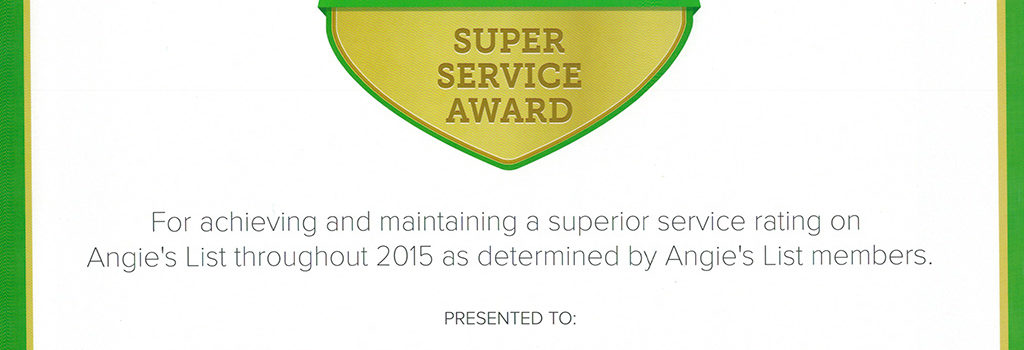 SUPER
SERVICE
AWARD
For achieving and maintaining a superior service rating on
Angie's List throughout 2015 as determined by Angie's List members.
PRESENTED TO: